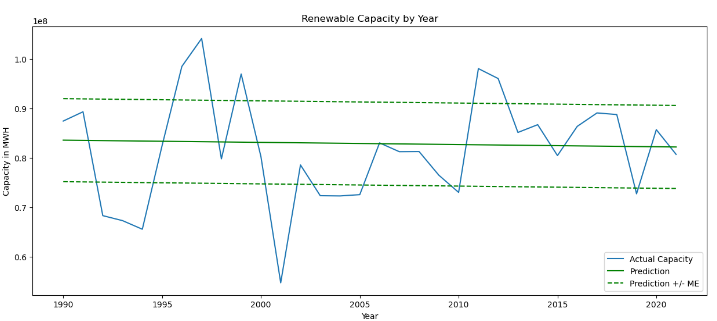 Renewable Capacity by Year
1e8
1.0
0.9
0.8
0.7
0.6
Capacity in MWH
1990
1995
2000
2005
2010
2015
2020
Year
Actual Capacity
Prediction
Prediction +/- ME